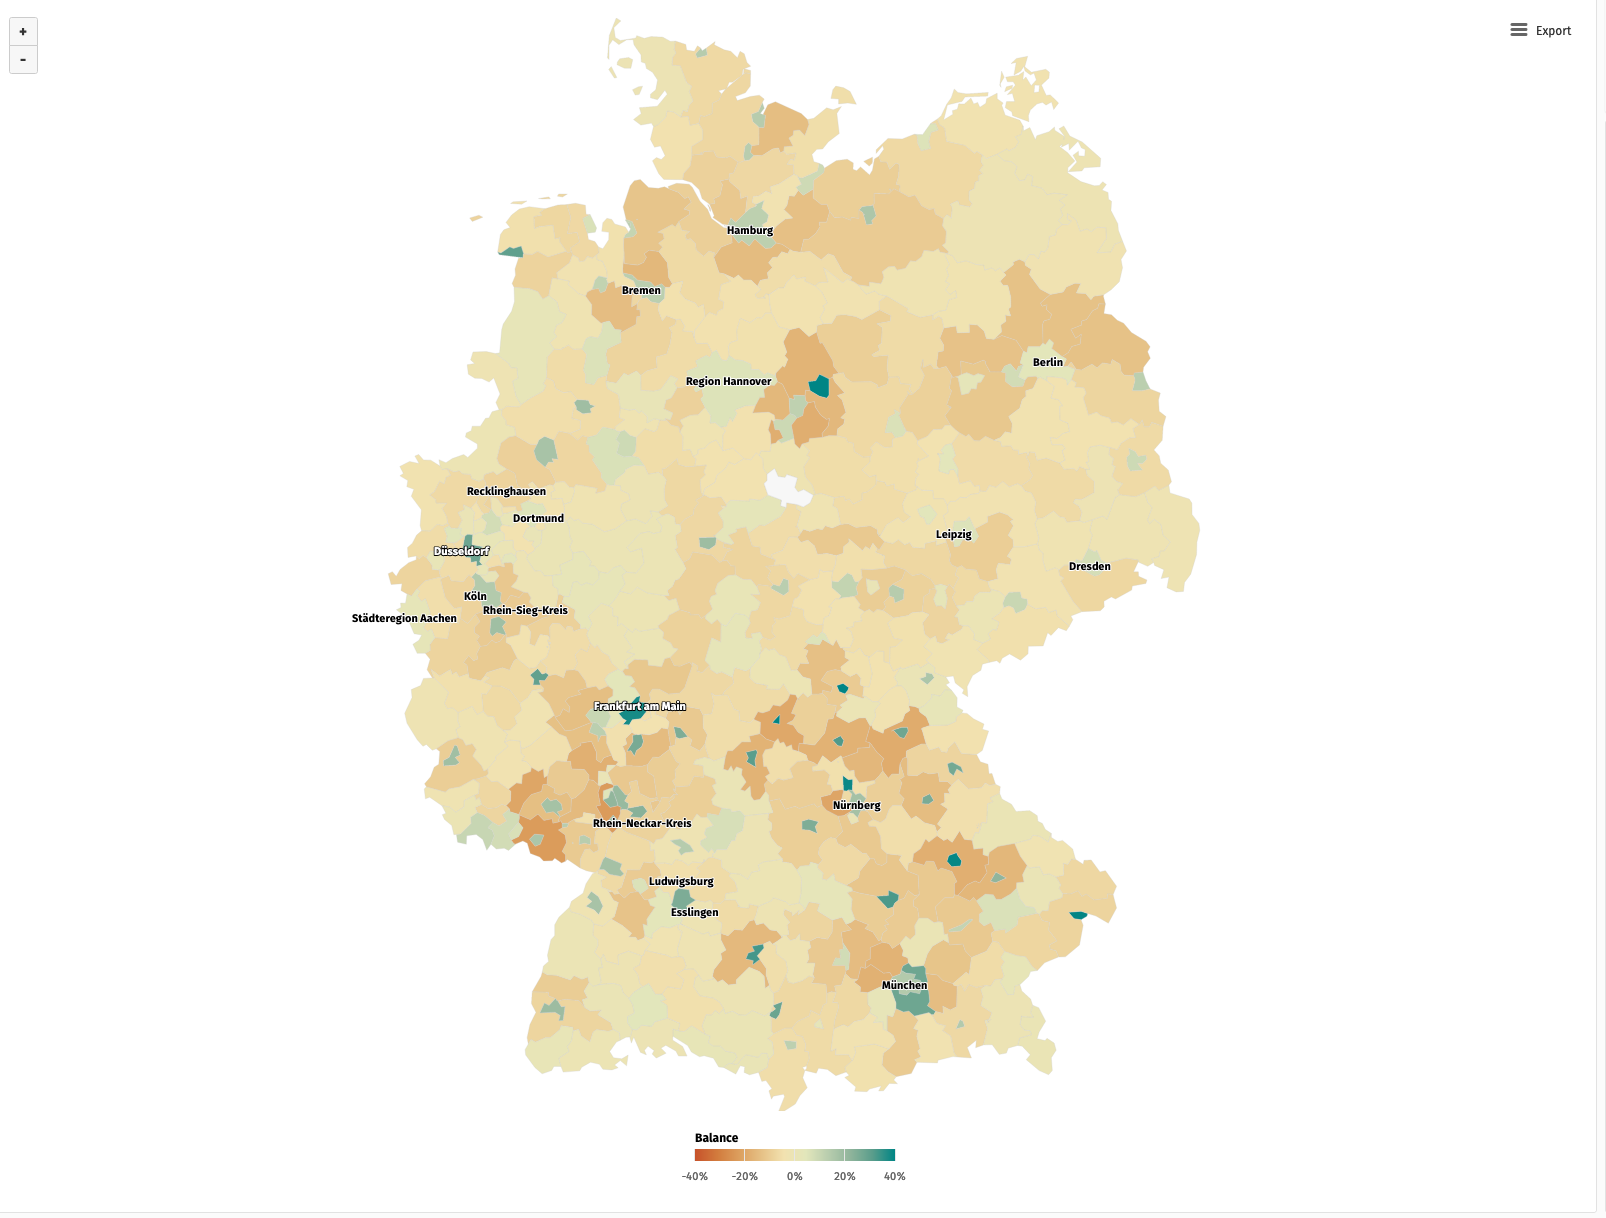 +
Export
-
Hamburg
Bremen
Berlin
Region Hannover
Recklinghausen
Dortmund
Leipzig
Düsseldorf
Dresden
Köln
Rhein-Sieg-Kreis
Städteregion Aachen
Frankfurt am Main
Nürnberg
Rhein-Neckar-Kreis
Ludwigsburg
Esslingen
München
Balance
-40% -20% 0% 20% 40%